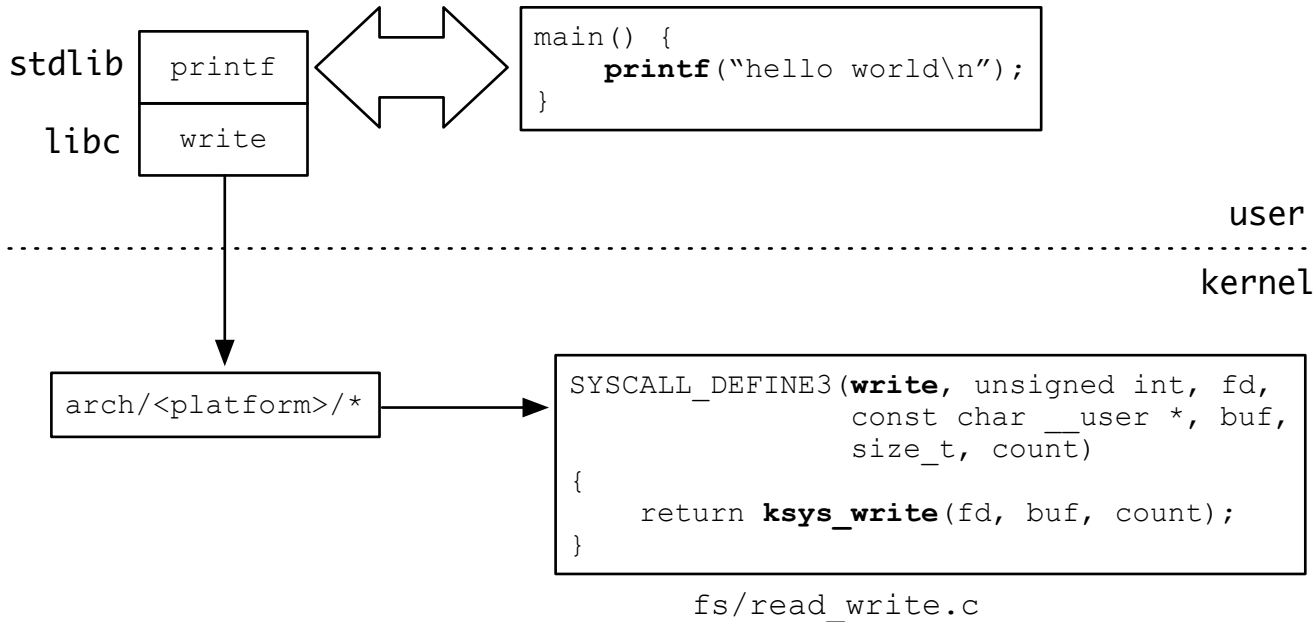 stdlib
printf
main() {
    printf(“hello world\n”);
}
libc
write
user
kernel
arch/<platform>/*
SYSCALL_DEFINE3(write, unsigned int, fd,
                const char __user *, buf,
                size_t, count)
{
    return ksys_write(fd, buf, count);
}
fs/read_write.c